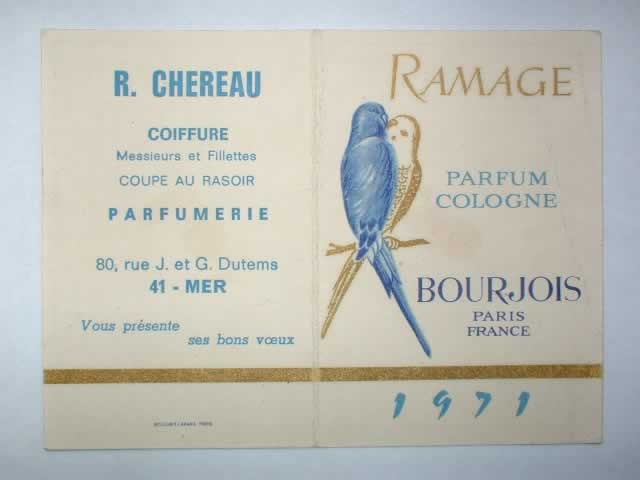 R. CHEREAU
COIFFURE
Messieurs et Fillettes
COUPE AU RASOIR
PARFUMERIE
80, rue J. et G. Dutems
41 - MER
Vous présente
ses bons vœux
RAMAGE
PARFUM
COLOGNE
BOURJOIS
PARIS
FRANCE
1971